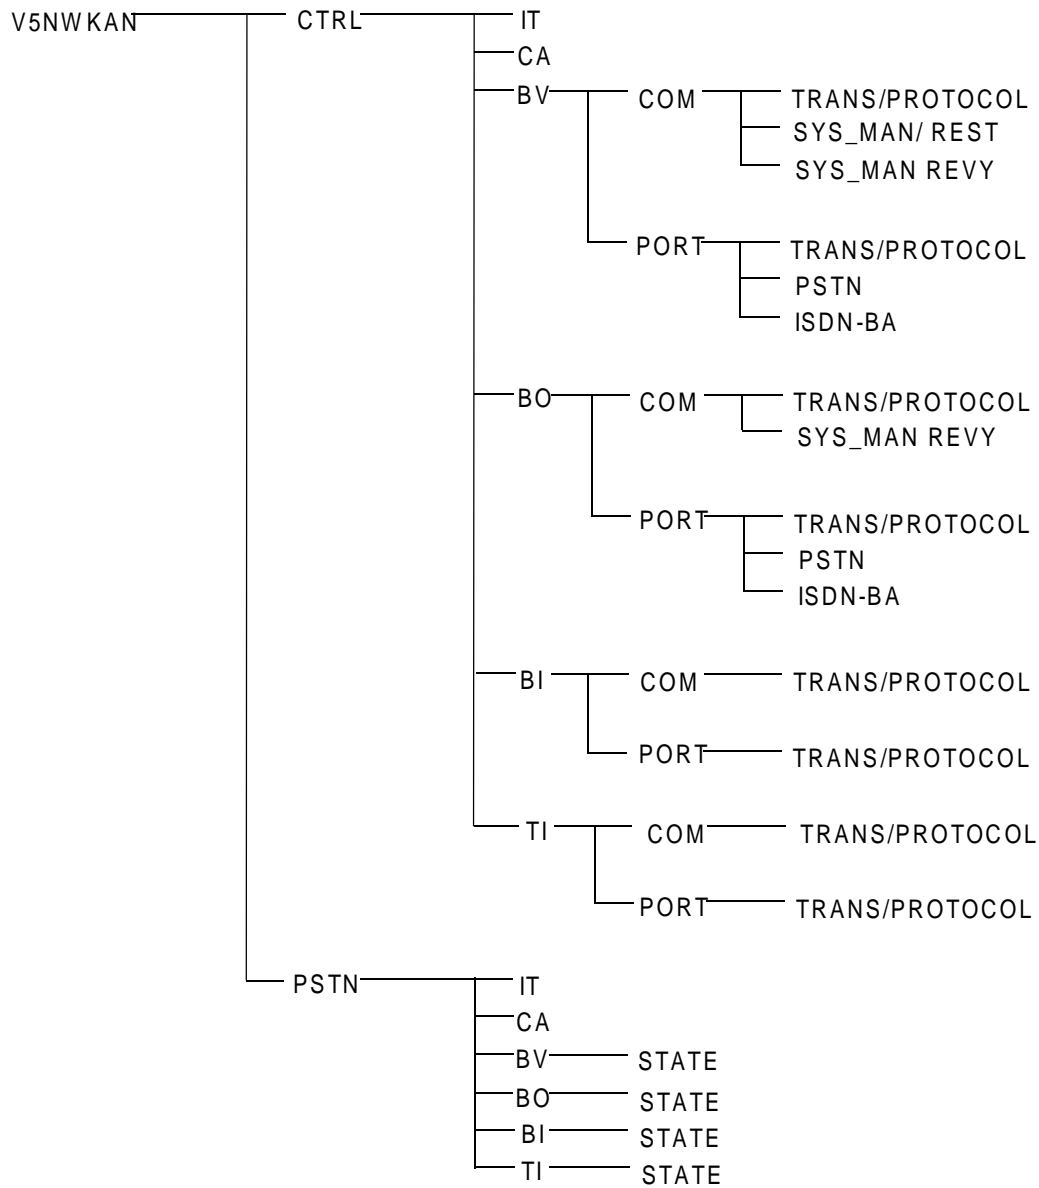 V5NWKAN CTRL IT
CA
BV COM TRANS/PROTOCOL
SYS_MAN/ REST
SYS_MAN REVY
PORT TRANS/PROTOCOL
PSTN
ISDN-BA
BO COM TRANS/PROTOCOL
SYS_MAN REVY
PORT TRANS/PROTOCOL
PSTN
ISDN-BA
BI COM TRANS/PROTOCOL
PORT TRANS/PROTOCOL
TI COM TRANS/PROTOCOL
PORT TRANS/PROTOCOL
PSTN IT
CA
BV STATE
BO STATE
BI STATE
TI STATE